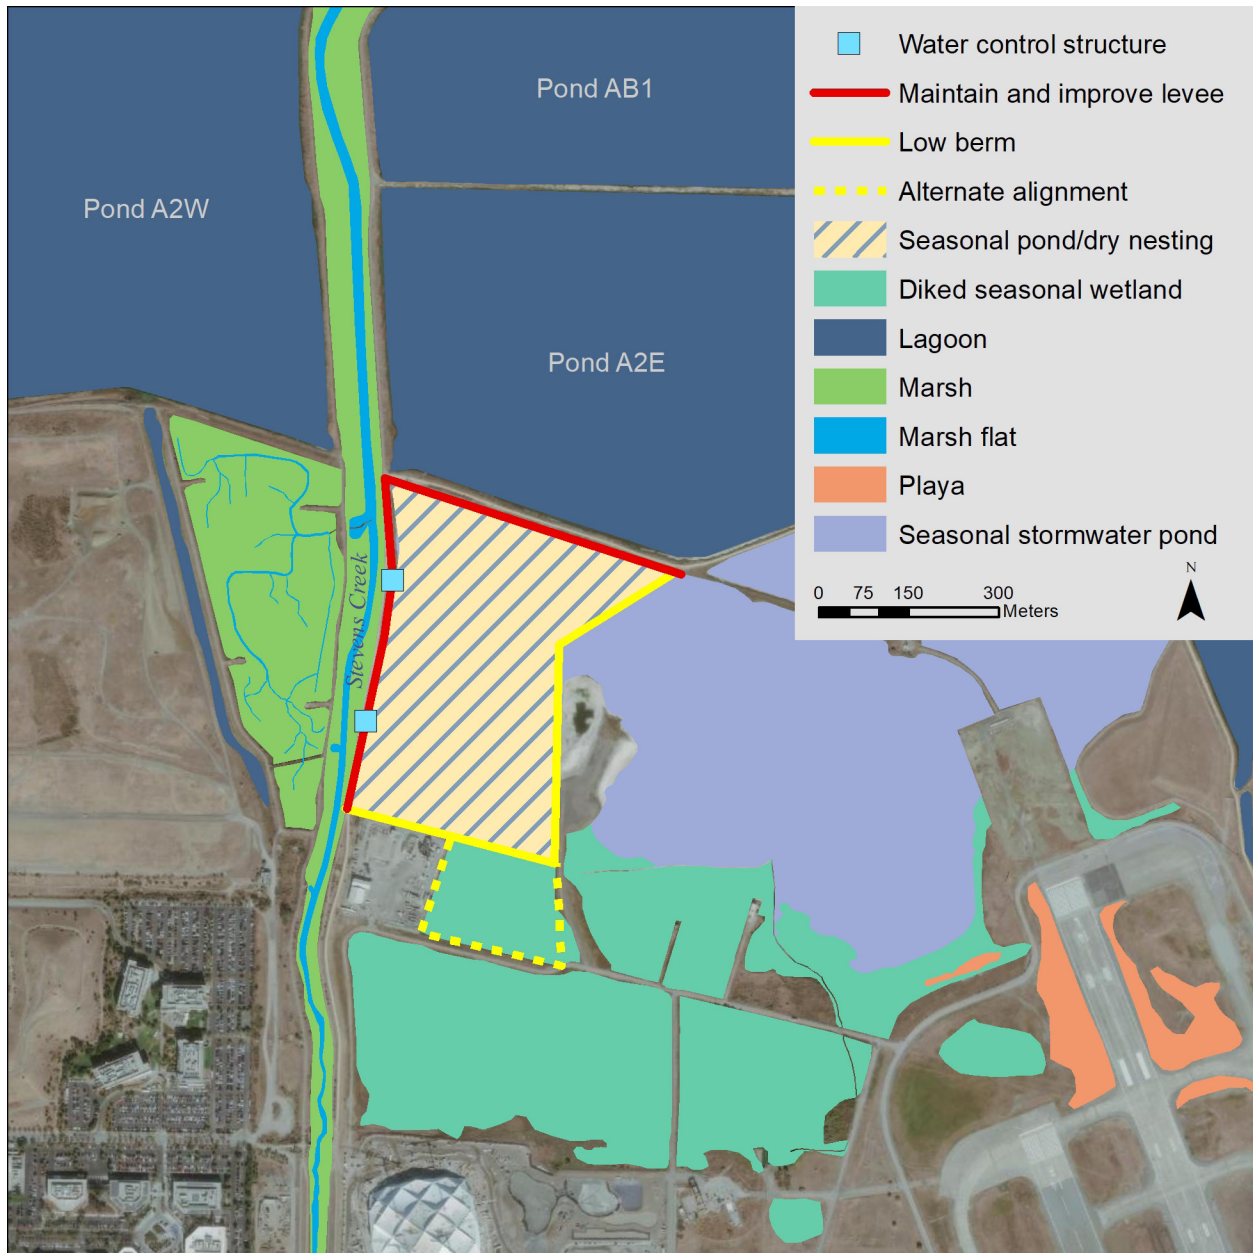 Pond AB1
Pond A2W
Pond A2E
Stevens Creek
Water control structure
Maintain and improve levee
Low berm
Alternate alignment
Seasonal pond/dry nesting
Diked seasonal wetland
Lagoon
Marsh
Marsh flat
Playa
Seasonal stormwater pond
N
0 75 150 300
Meters